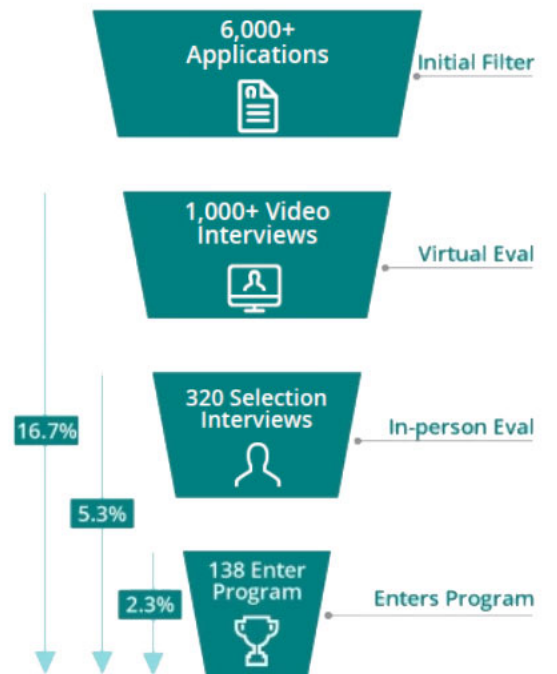 6,000+
Applications
Initial Filter
1,000+ Video
Interviews
Virtual Eval
320 Selection
Interviews
In-person Eval
16.7%
5.3%
138 Enter
Program
2.3%
Enters Program